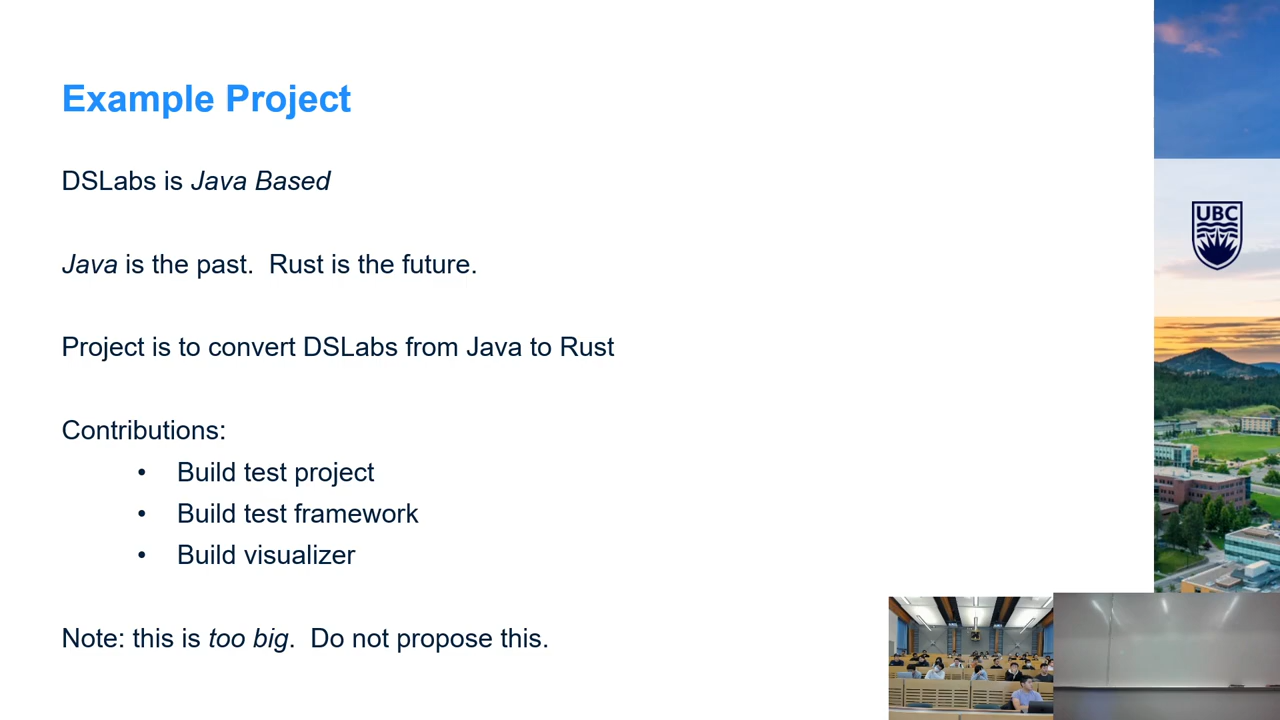 Example Project
DSLabs is Java Based
Java is the past.  Rust is the future.
Project is to convert DSLabs from Java to Rust
Contributions:
• Build test project
• Build test framework
• Build visualizer
Note: this is too big.  Do not propose this.
UBC